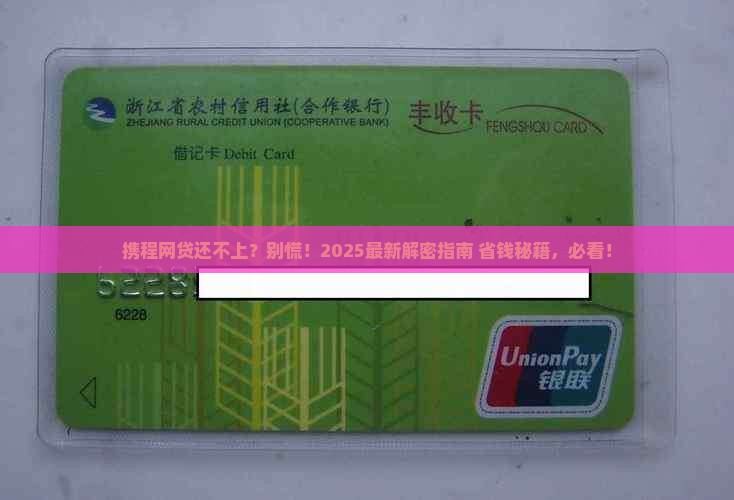 浙江省农村信用社(合作银行)
ZHEJIANG RURAL CREDIT UNION (COOPERATIVE BANK)
丰收卡
FENGSHOU CARD
借记卡 Debit Card
携程网贷还不上？别慌！2025最新解密指南 省钱秘籍，必看！
6228
6228
UnionPay
银联